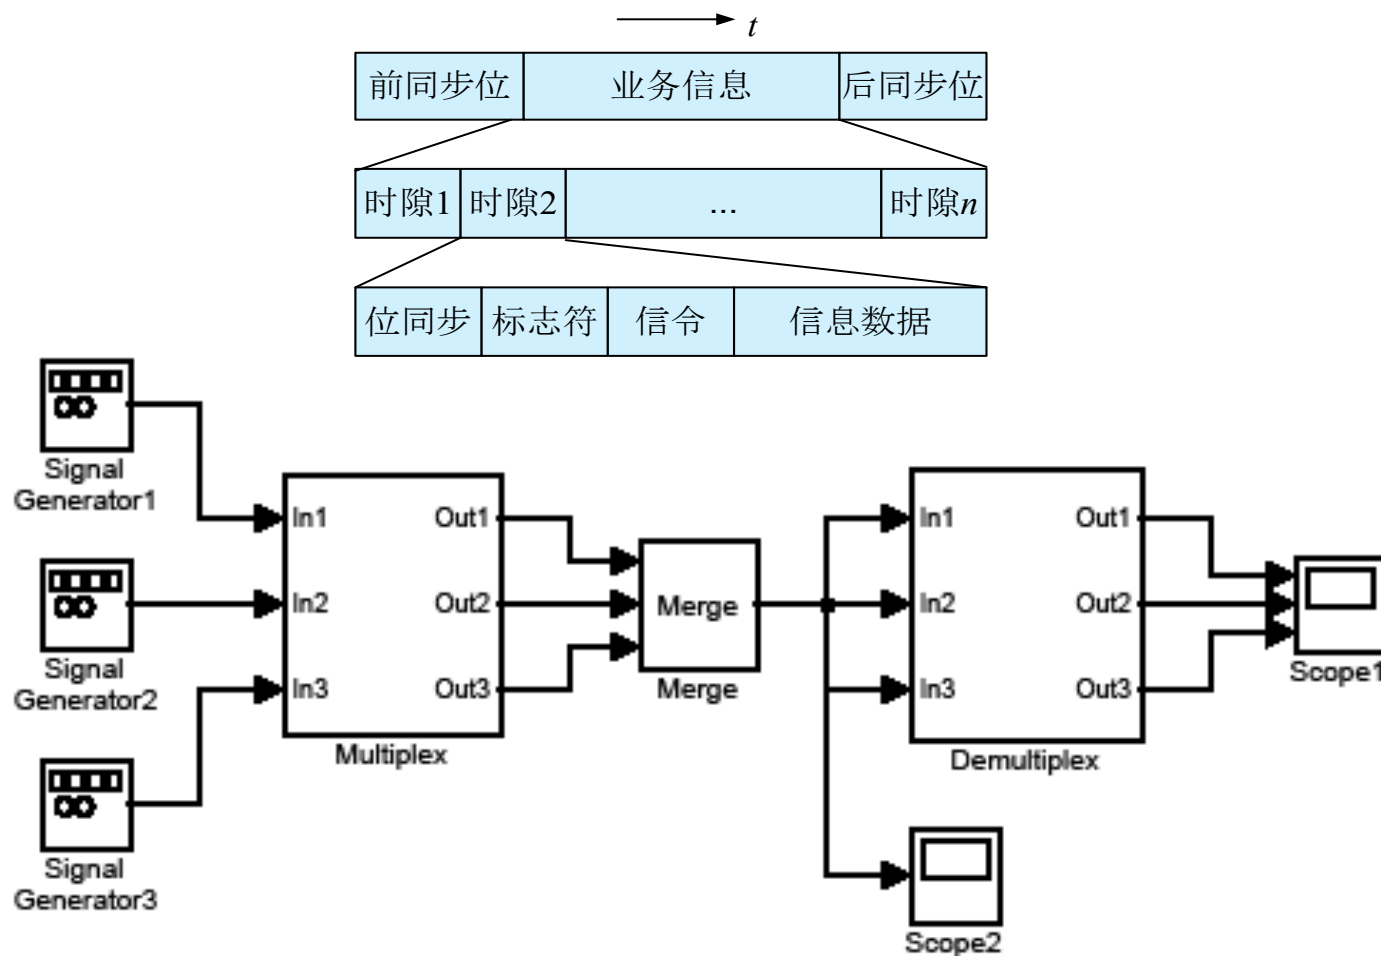 t
前同步位 业务信息 后同步位
时隙1 时隙2 ... 时隙n
位同步 标志符 信令 信息数据
Signal
Generator1
In1 Out1
In2 Out2
In3 Out3
Multiplex
Signal
Generator2
Signal
Generator3
Merge
Merge
In1 Out1
In2 Out2
In3 Out3
Demultiplex
Scope1
Scope2